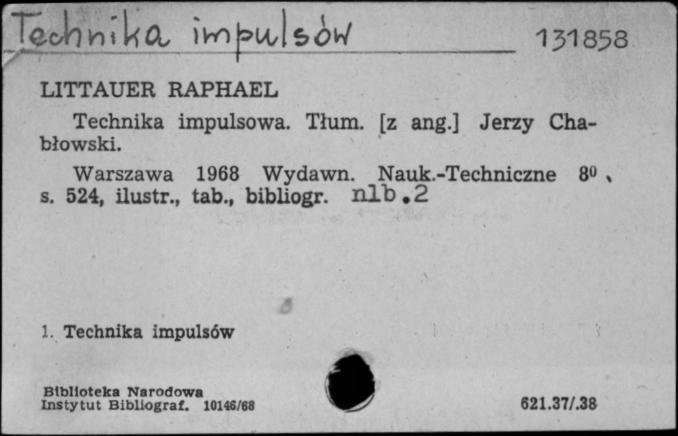 Technika impulsów 131858
LITTAUER RAPHAEL
Technika impulsowa. Tłum. [z ang.] Jerzy Cha-
błowski.
Warszawa 1968 Wydawn. Nauk.-Techniczne 8⁰,
s. 524, ilustr., tab., bibliogr. nlb.2
1. Technika impulsów
Biblioteka Narodowa
Instytut Bibliograf. 10146/68
621.37/.38